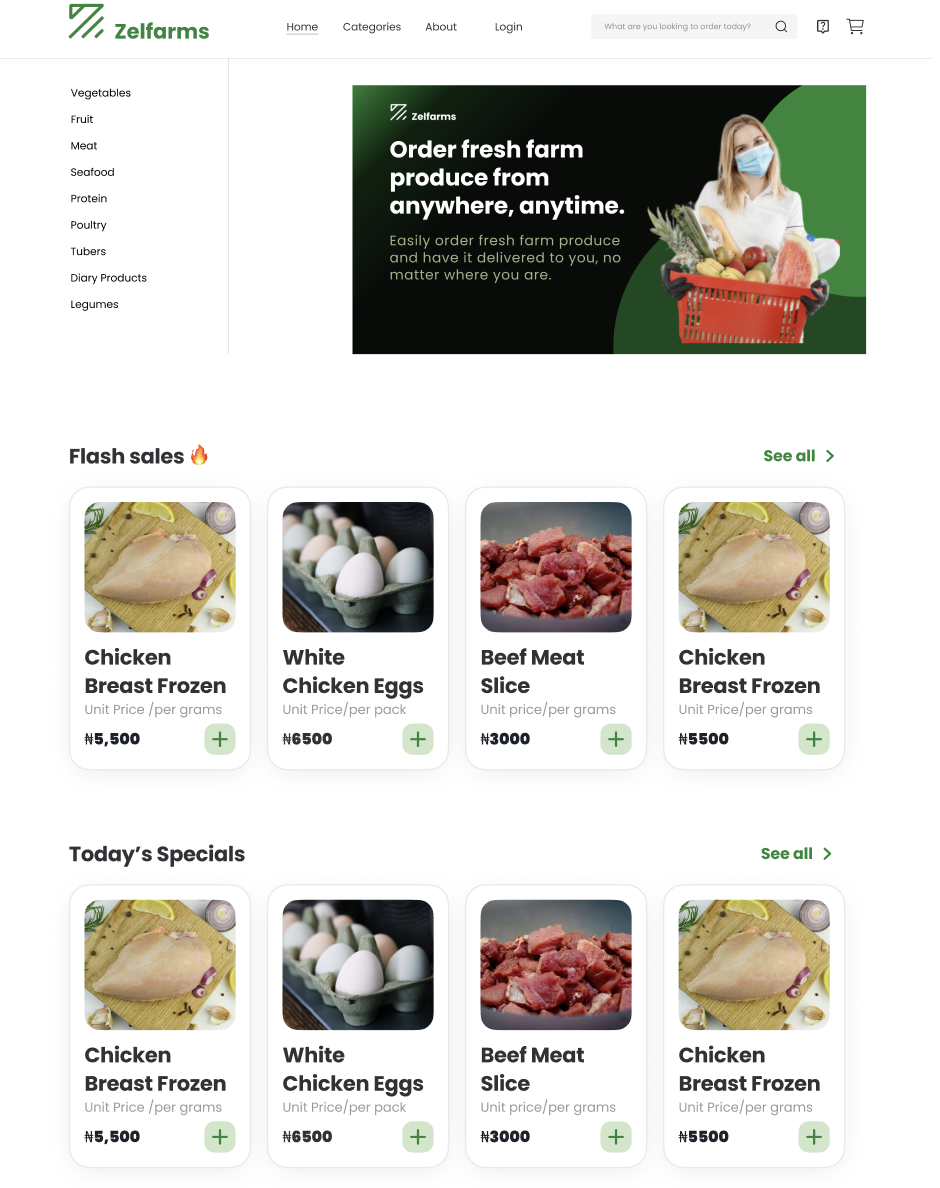 Zelfarms
Home Categories About Login
What are you looking to order today?
Vegetables
Fruit
Meat
Seafood
Protein
Poultry
Tubers
Diary Products
Legumes
Zelfarms
Order fresh farm
produce from
anywhere, anytime.
Easily order fresh farm produce
and have it delivered to you, no
matter where you are.
Flash sales 🔥
See all
Chicken
Breast Frozen
Unit Price /per grams
₦5,500
White
Chicken Eggs
Unit Price/per pack
₦6500
Beef Meat
Slice
Unit price/per grams
₦3000
Chicken
Breast Frozen
Unit Price/per grams
₦5500
Today’s Specials
See all
Chicken
Breast Frozen
Unit Price /per grams
₦5,500
White
Chicken Eggs
Unit Price/per pack
₦6500
Beef Meat
Slice
Unit price/per grams
₦3000
Chicken
Breast Frozen
Unit Price/per grams
₦5500